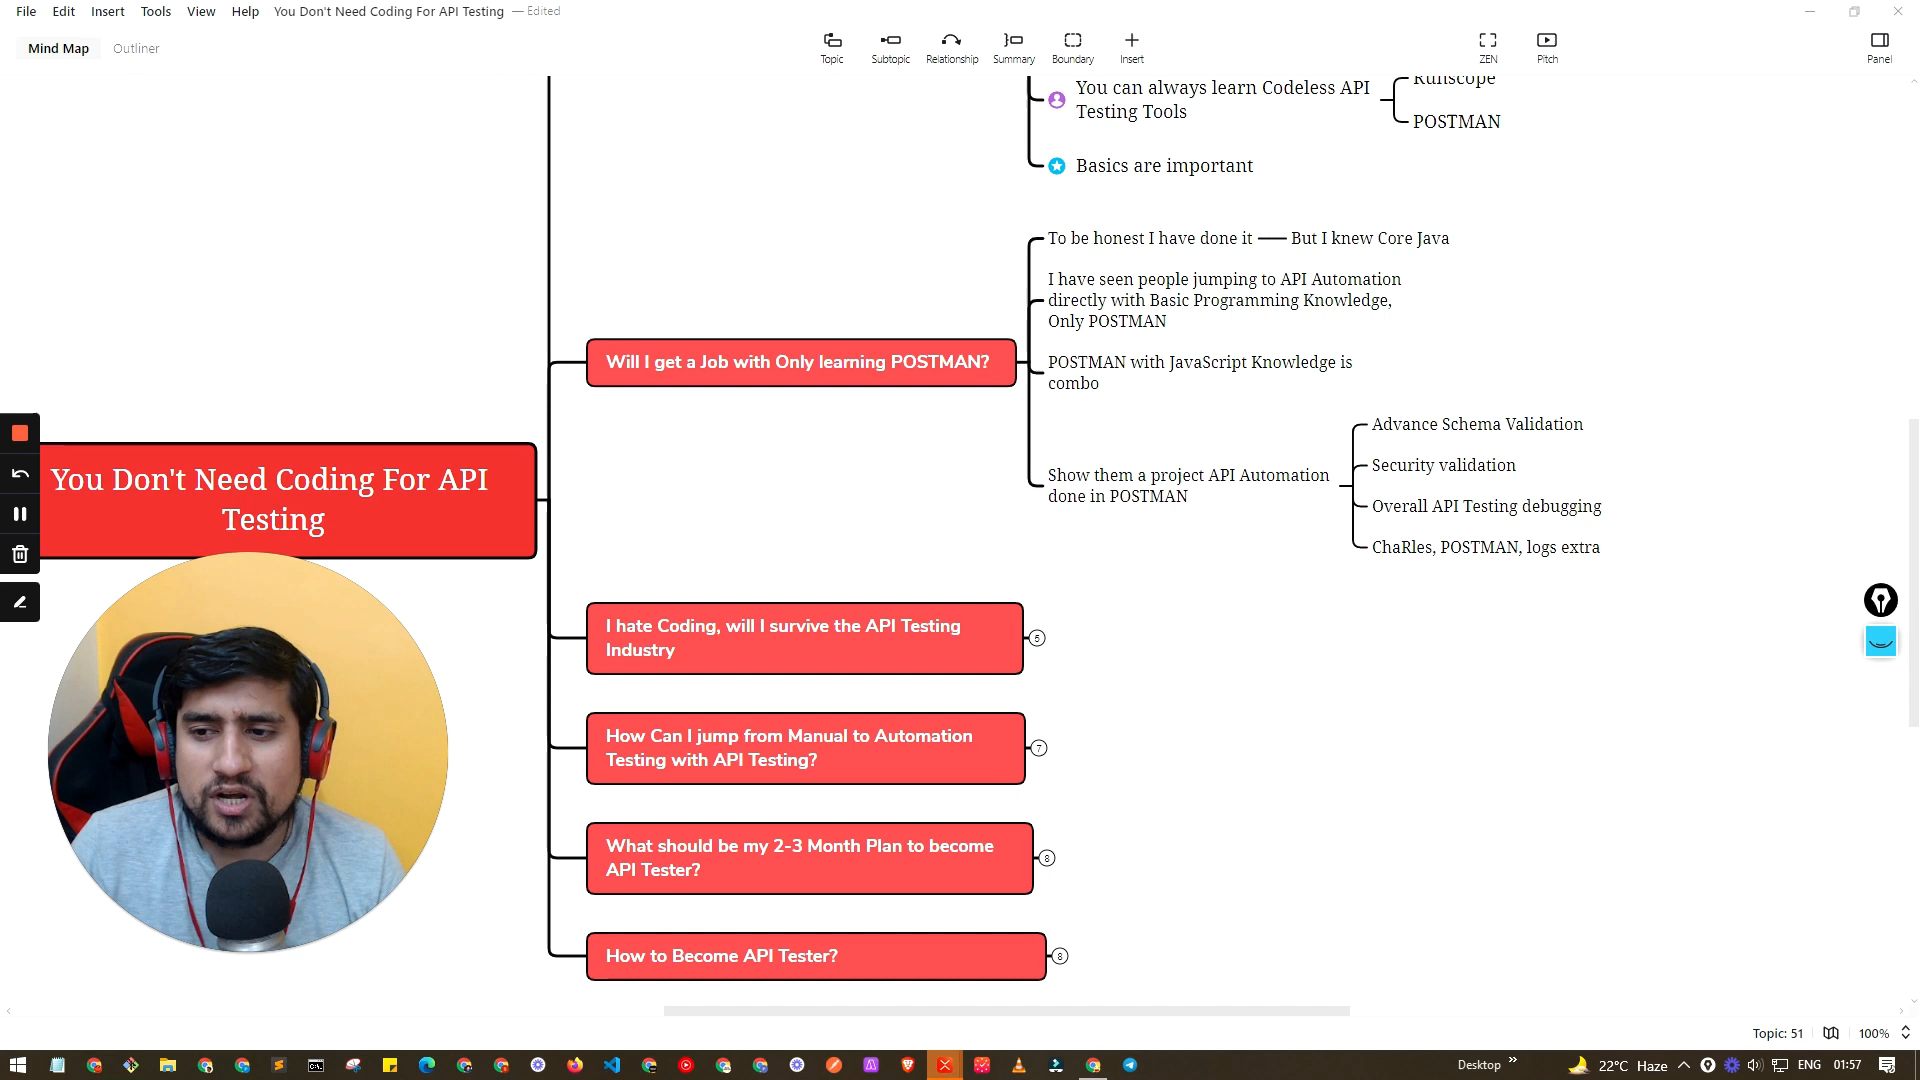 File Edit Insert Tools View Help You Don't Need Coding For API Testing — Edited
Mind Map Outliner
Topic Subtopic Relationship Summary Boundary Insert ZEN Pitch Panel
Runscope
You can always learn Codeless API
Testing Tools
POSTMAN
Basics are important
To be honest I have done it
But I knew Core Java
I have seen people jumping to API Automation
directly with Basic Programming Knowledge,
Only POSTMAN
Will I get a Job with Only learning POSTMAN?
POSTMAN with JavaScript Knowledge is
combo
Show them a project API Automation
done in POSTMAN
Advance Schema Validation
Security validation
Overall API Testing debugging
ChaRles, POSTMAN, logs extra
You Don't Need Coding For API
Testing
I hate Coding, will I survive the API Testing
Industry
5
How Can I jump from Manual to Automation
Testing with API Testing?
7
What should be my 2-3 Month Plan to become
API Tester?
8
How to Become API Tester?
8
Topic: 51 100%
Desktop 22°C Haze ENG 01:57